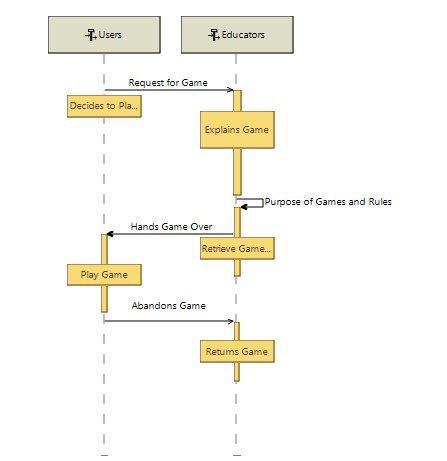 Users
Educators
Request for Game
Decides to Pla...
Explains Game
Purpose of Games and Rules
Hands Game Over
Retrieve Game...
Play Game
Abandons Game
Returns Game